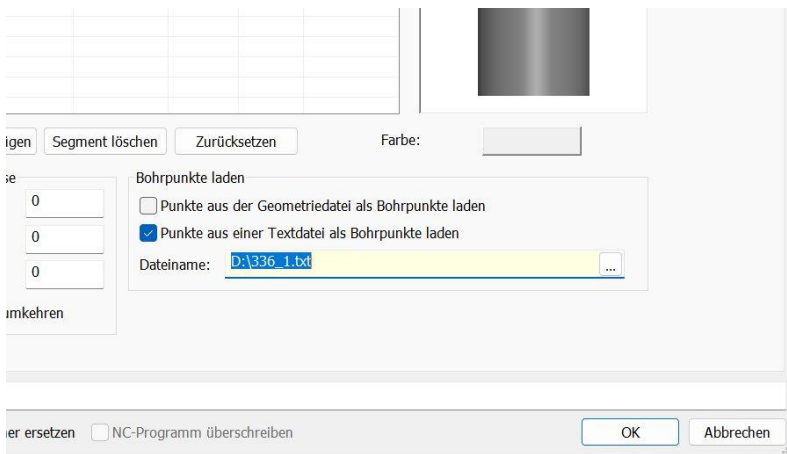 igen Segment löschen Zurücksetzen Farbe:
se Bohrpunkte laden
0 Punkte aus der Geometriedatei als Bohrpunkte laden
0 Punkte aus einer Textdatei als Bohrpunkte laden
0 Dateiname: D:\336_1.txt ...
umkehren
er ersetzen NC-Programm überschreiben OK Abbrechen